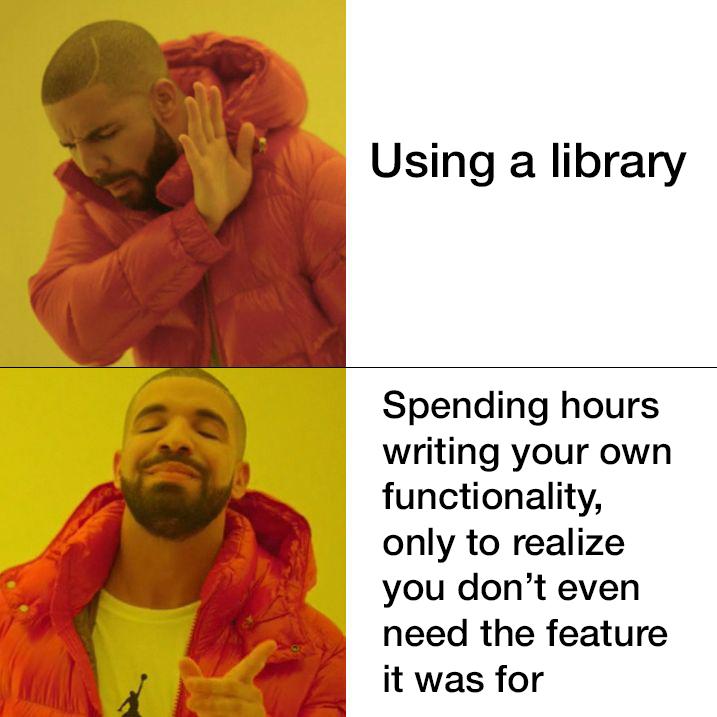 Using a library
Spending hours
writing your own
functionality,
only to realize
you don’t even
need the feature
it was for